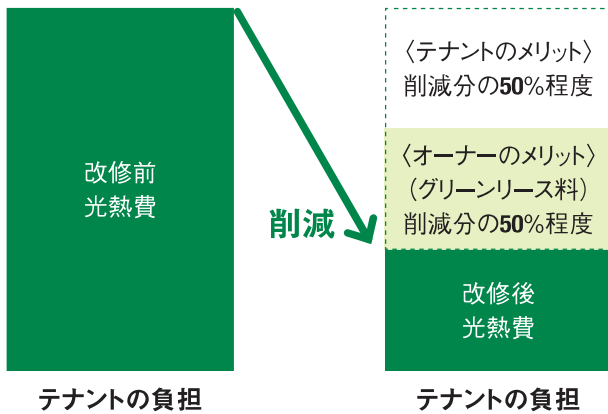 改修前
光熱費
削減
〈テナントのメリット〉
削減分の50%程度
〈オーナーのメリット〉
(グリーンリース料)
削減分の50%程度
改修後
光熱費
テナントの負担
テナントの負担